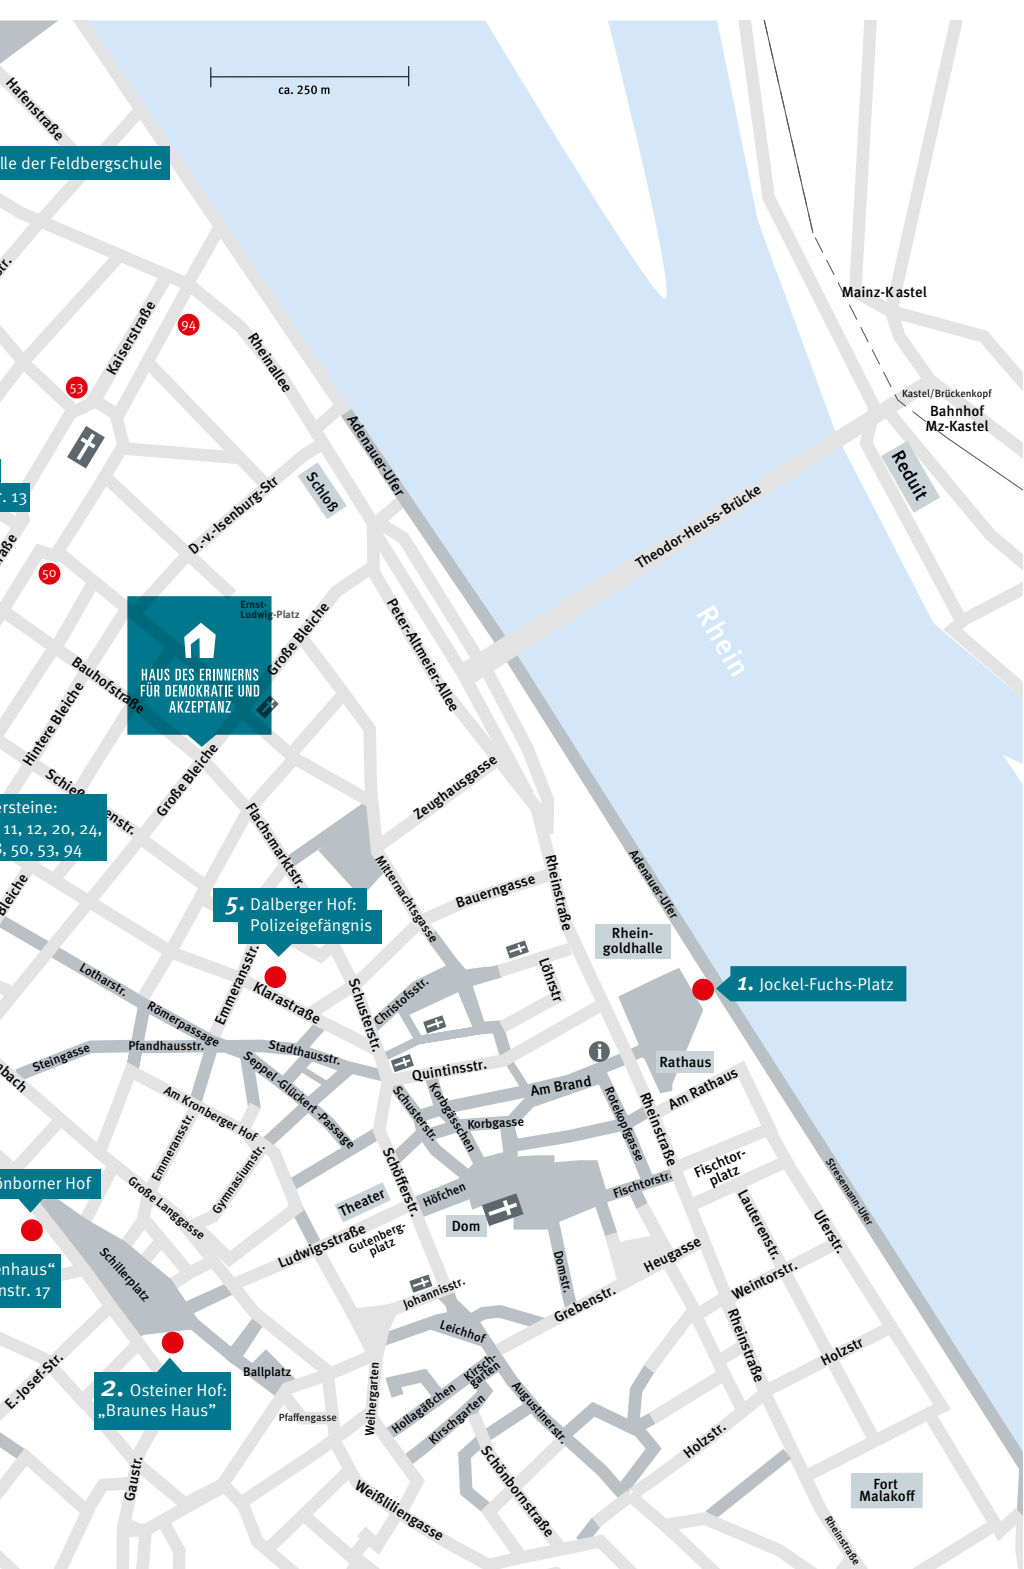 ca. 250 m
Hafenstraße
lle der Feldbergschule
Mainz-Kastel
94
Kaiserstraße
Rheinallee
53
Kastel/Brückenkopf
Bahnhof
Mz-Kastel
Adenauer-Ufer
Reduit
Schloß
r. 13
D.-v.-Isenburg-Str
Theodor-Heuss-Brücke
50
Ernst-
Ludwig-Platz
Große Bleiche
Peter-Altmeier-Allee
Rhein
HAUS DES ERINNERNS
FÜR DEMOKRATIE UND
AKZEPTANZ
Bauhofstraße
Hintere Bleiche
Große Bleiche
Zeughausgasse
ersteine:
11, 12, 20, 24,
, 50, 53, 94
Flachsmarktstr.
Mitternachtsgasse
Bauerngasse
Rheinstraße
Adenauer-Ufer
Bleiche
5. Dalberger Hof:
Polizeigefängnis
Rhein-
goldhalle
Lotharstr.
Emmeransstr.
Klarastraße
Schusterstr.
Christofsstr.
Löhrstr
1. Jockel-Fuchs-Platz
Römerpassage
Steingasse
Pfandhausstr.
Stadthausstr.
Seppel-Glückert-Passage
Quintinsstr.
i
Rathaus
Am Brand
Am Rathaus
Am Kronberger Hof
Emmeransstr.
Schusterstr.
Korbgässchen
Korbgasse
Rotekopfgasse
Rheinstraße
Gymnasiumstr.
Schöfferstr.
Fischtor-
platz
önborner Hof
Große Langgasse
Theater
Höfchen
Fischtorstr.
Lauterenstr.
Stresemann-Ufer
Dom
Uferstr.
Ludwigsstraße
Gutenberg-
platz
Heugasse
enhaus“
nstr. 17
Schillerplatz
Johannisstr.
Domstr.
Grebenstr.
Weintorstr.
Leichhof
Rheinstraße
Holzstr
E.-Josef-Str.
Ballplatz
Kirsch-
garten
2. Osteiner Hof:
„Braunes Haus”
Pfaffengasse
Weihergarten
Hollagäßchen
Kirschgarten
Augustinerstr.
Holzstr.
Gaustr.
Schönbornstraße
Weißliliengasse
Fort
Malakoff
Rheinstraße